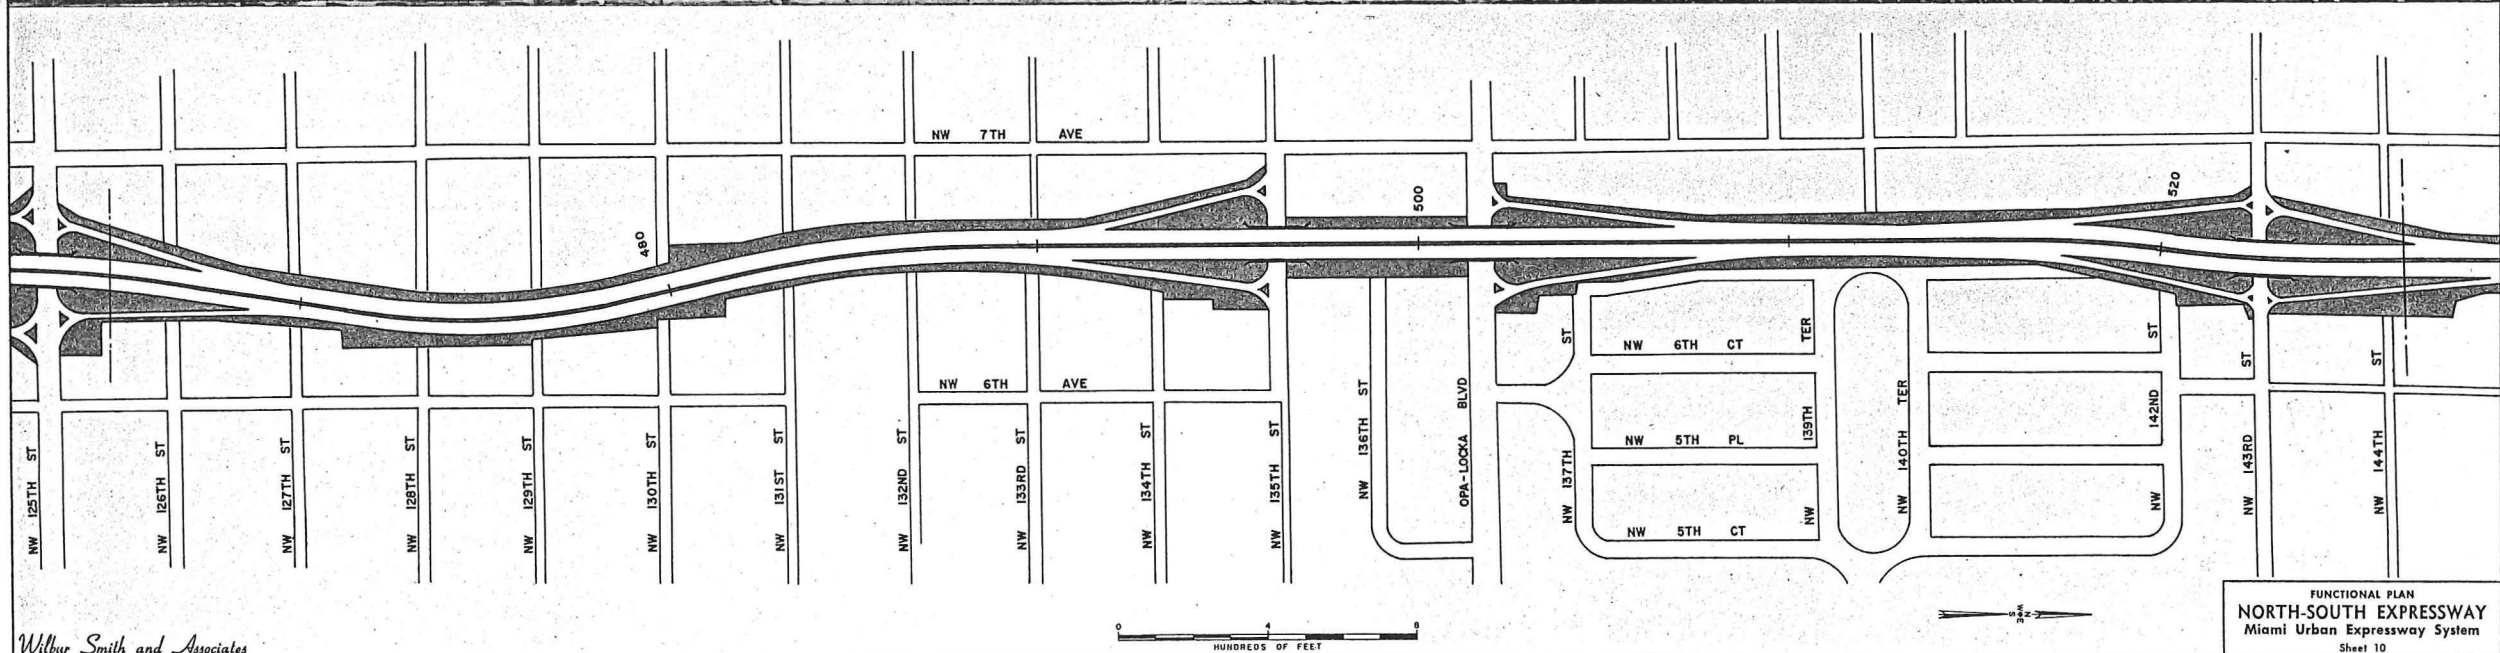 NW 7TH AVE
480
500
520
NW 6TH AVE
NW 6TH CT
NW 5TH PL
NW 5TH CT
NW 125TH ST
NW 126TH ST
NW 127TH ST
NW 128TH ST
NW 129TH ST
NW 130TH ST
NW 131ST ST
NW 132ND ST
NW 133RD ST
NW 134TH ST
NW 135TH ST
NW 136TH ST
OPA-LOCKA BLVD
NW 137TH ST
NW 139TH TER
NW 140TH TER
NW 142ND ST
NW 143RD ST
NW 144TH ST
0 4 8
HUNDREDS OF FEET
N
W E
S
Wilbur Smith and Associates
FUNCTIONAL PLAN
NORTH-SOUTH EXPRESSWAY
Miami Urban Expressway System
Sheet 10